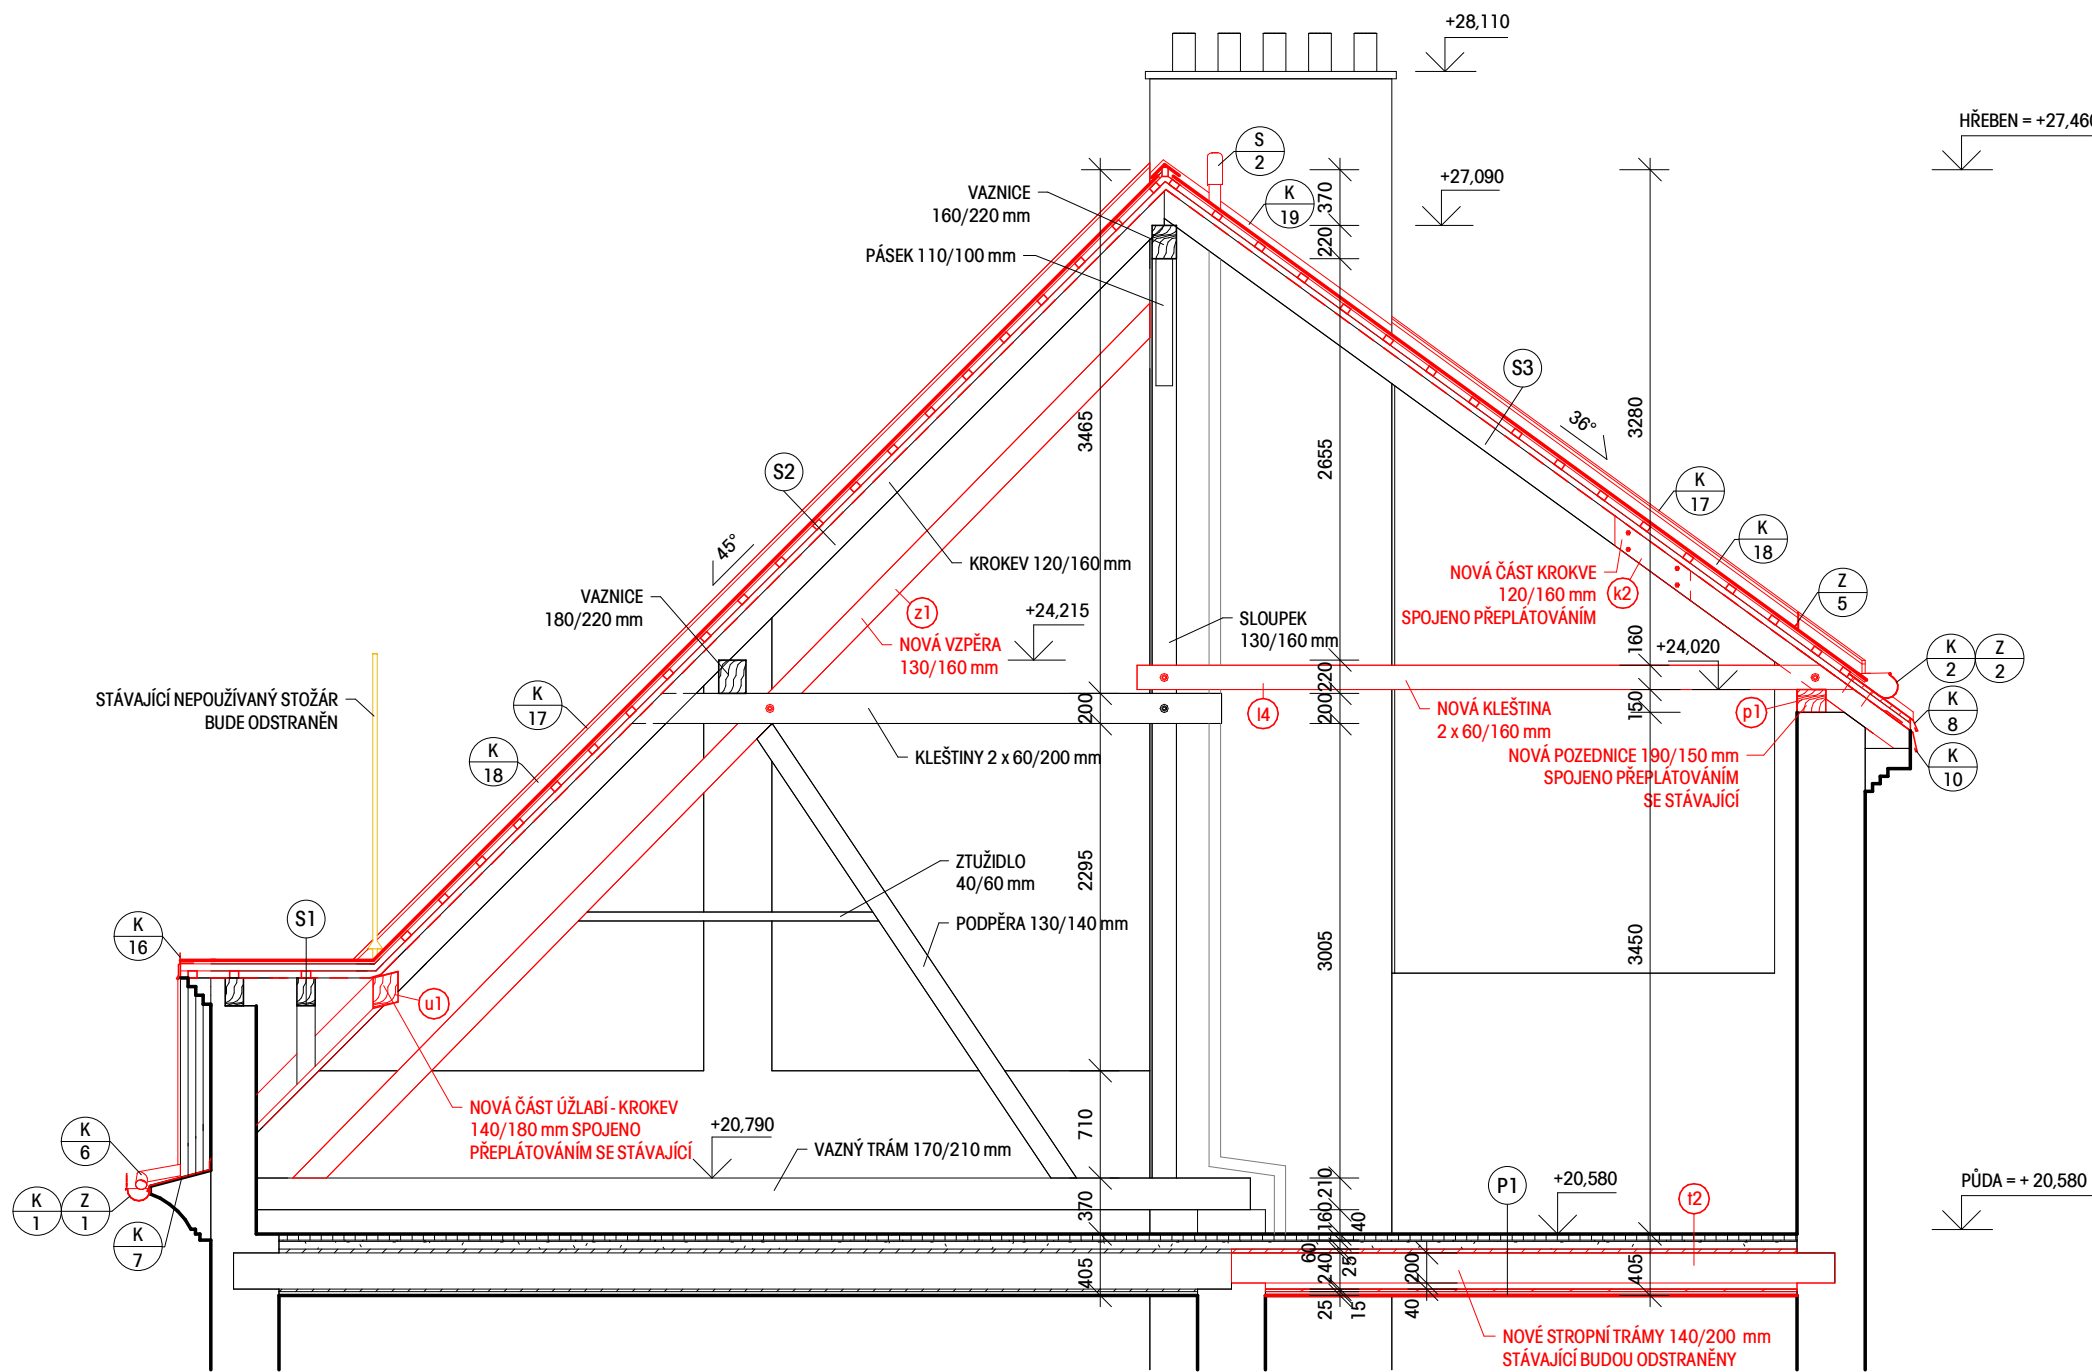 +28,110
HŘEBEN = +27,460
S
2
K
19
+27,090
VAZNICE
160/220 mm
PÁSEK 110/100 mm
370
220
S3
36°
3465
2655
3280
S2
45°
K
17
K
18
KROKEV 120/160 mm
NOVÁ ČÁST KROKVE
120/160 mm
SPOJENO PŘEPLÁTOVÁNÍM
k2
Z
5
VAZNICE
180/220 mm
z1
+24,215
NOVÁ VZPĚRA
130/160 mm
SLOUPEK
130/160 mm
160
+24,020
K
2
Z
2
STÁVAJÍCÍ NEPOUŽÍVANÝ STOŽÁR
BUDE ODSTRANĚN
K
17
200
220
200
l4
NOVÁ KLEŠTINA
2 x 60/160 mm
150
p1
K
8
K
18
KLEŠTINY 2 x 60/200 mm
NOVÁ POZEDNICE 190/150 mm
SPOJENO PŘEPLÁTOVÁNÍM
SE STÁVAJÍCÍ
K
10
ZTUŽIDLO
40/60 mm
2295
PODPĚRA 130/140 mm
3005
3450
K
16
S1
u1
NOVÁ ČÁST ÚŽLABÍ - KROKEV
140/180 mm SPOJENO
PŘEPLÁTOVÁNÍM SE STÁVAJÍCÍ
+20,790
VAZNÝ TRÁM 170/210 mm
710
K
6
K
1
Z
1
K
7
370
210
160
40
P1
+20,580
t2
PŮDA = + 20,580
405
60
240
25
25
15
200
40
405
NOVÉ STROPNÍ TRÁMY 140/200 mm
STÁVAJÍCÍ BUDOU ODSTRANĚNY